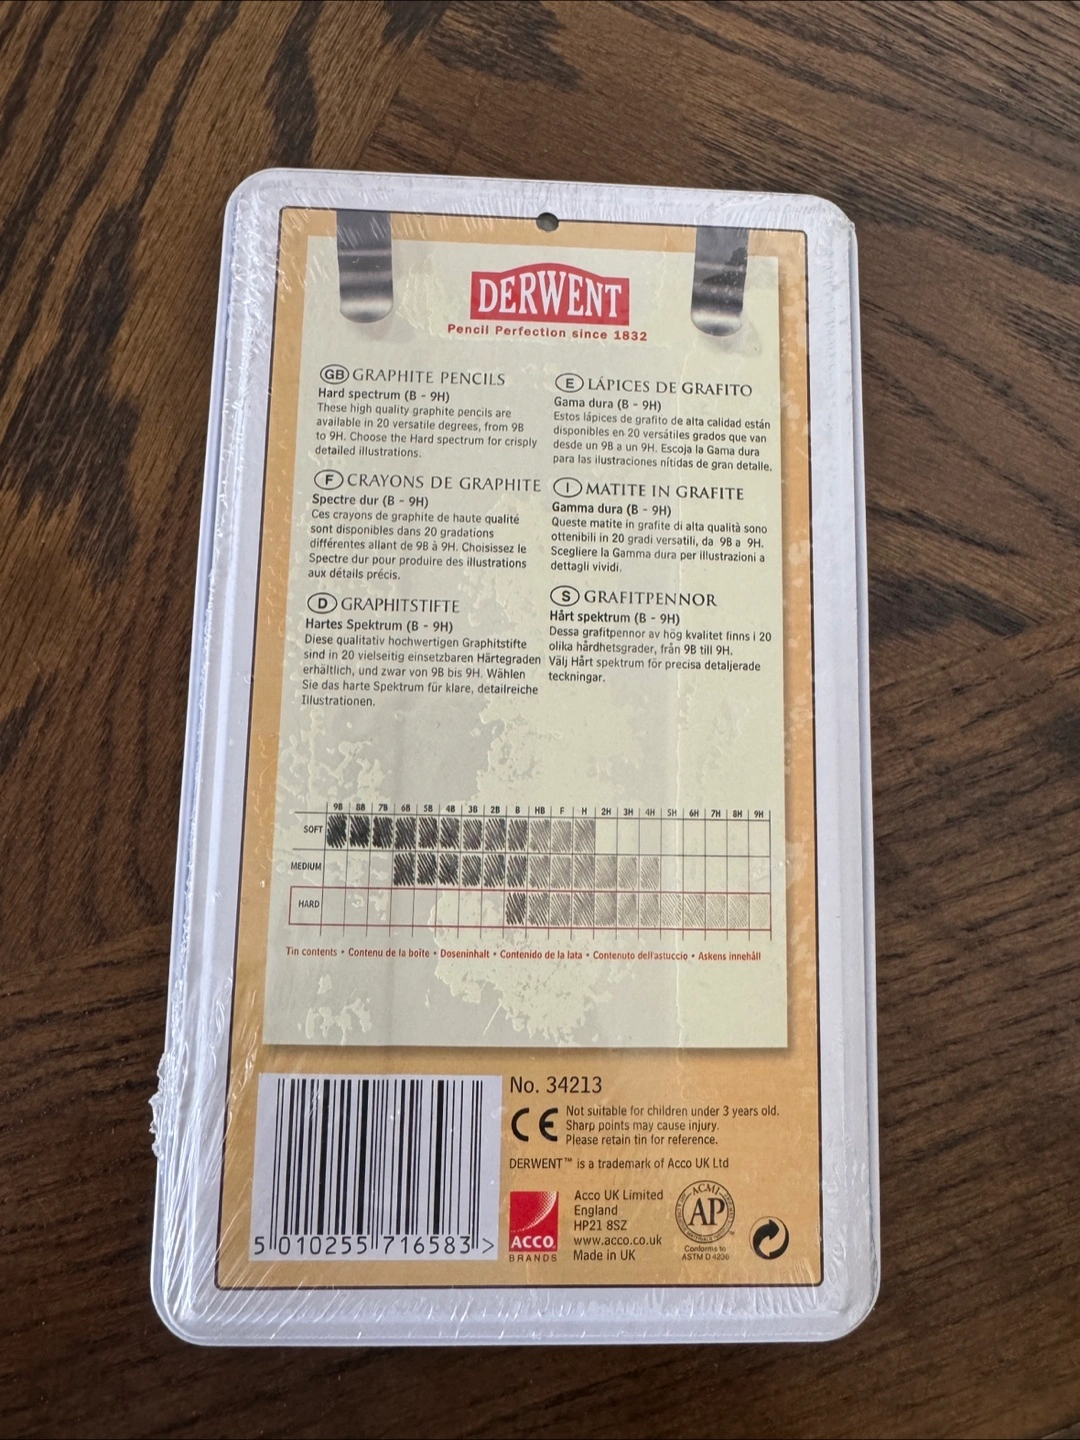 DERWENT
Pencil Perfection since 1832
GB GRAPHITE PENCILS
Hard spectrum (B - 9H)
These high quality graphite pencils are
available in 20 versatile degrees, from 9B
to 9H. Choose the Hard spectrum for crisply
detailed illustrations.
F CRAYONS DE GRAPHITE
Spectre dur (B - 9H)
Ces crayons de graphite de haute qualité
sont disponibles dans 20 gradations
différentes allant de 9B à 9H. Choisissez le
Spectre dur pour produire des illustrations
aux détails précis.
D GRAPHITSTIFTE
Hartes Spektrum (B - 9H)
Diese qualitativ hochwertigen Graphitstifte
sind in 20 vielseitig einsetzbaren Härtegraden
erhältlich, und zwar von 9B bis 9H. Wählen
Sie das harte Spektrum für klare, detailreiche
Illustrationen.
E LÁPICES DE GRAFITO
Gama dura (B - 9H)
Estos lápices de grafito de alta calidad están
disponibles en 20 versátiles grados que van
desde un 9B a un 9H. Escoja la Gama dura
para las ilustraciones nítidas de gran detalle.
I MATITE IN GRAFITE
Gamma dura (B - 9H)
Queste matite in grafite di alta qualità sono
ottenibili in 20 gradi versatili, da 9B a 9H.
Scegliere la Gamma dura per illustrazioni a
dettagli vividi.
S GRAFITPENNOR
Hårt spektrum (B - 9H)
Dessa grafitpennor av hög kvalitet finns i 20
olika hårdhetsgrader, från 9B till 9H.
Välj Hårt spektrum för precisa detaljerade
teckningar.
9B 8B 7B 6B 5B 4B 3B 2B B HB F H 2H 3H 4H 5H 6H 7H 8H 9H
SOFT
MEDIUM
HARD
Tin contents • Contenu de la boîte • Doseninhalt • Contenido de la lata • Contenuto dell'astuccio • Askens innehåll
5 010255 716583 >
No. 34213
CE
Not suitable for children under 3 years old.
Sharp points may cause injury.
Please retain tin for reference.
DERWENT™ is a trademark of Acco UK Ltd
ACCO
BRANDS
Acco UK Limited
England
HP21 8SZ
www.acco.co.uk
Made in UK
ACMI
AP
Conforms to
ASTM D 4236